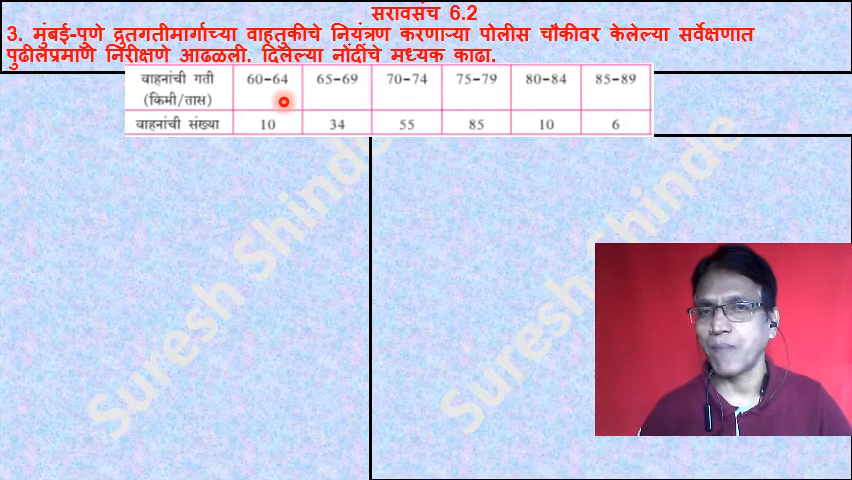 सरावसंच 6.2
3. मुंबई-पुणे द्रुतगतीमार्गाच्या वाहतुकीचे नियंत्रण करणाऱ्या पोलीस चौकीवर केलेल्या सर्वेक्षणात
पुढीलप्रमाणे निरीक्षणे आढळली. दिलेल्या नोंदींचे मध्यक काढा.
वाहनांची गती 60-64 65-69 70-74 75-79 80-84 85-89
(किमी/तास)
वाहनांची संख्या 10 34 55 85 10 6
Suresh Shinde
Suresh Shinde